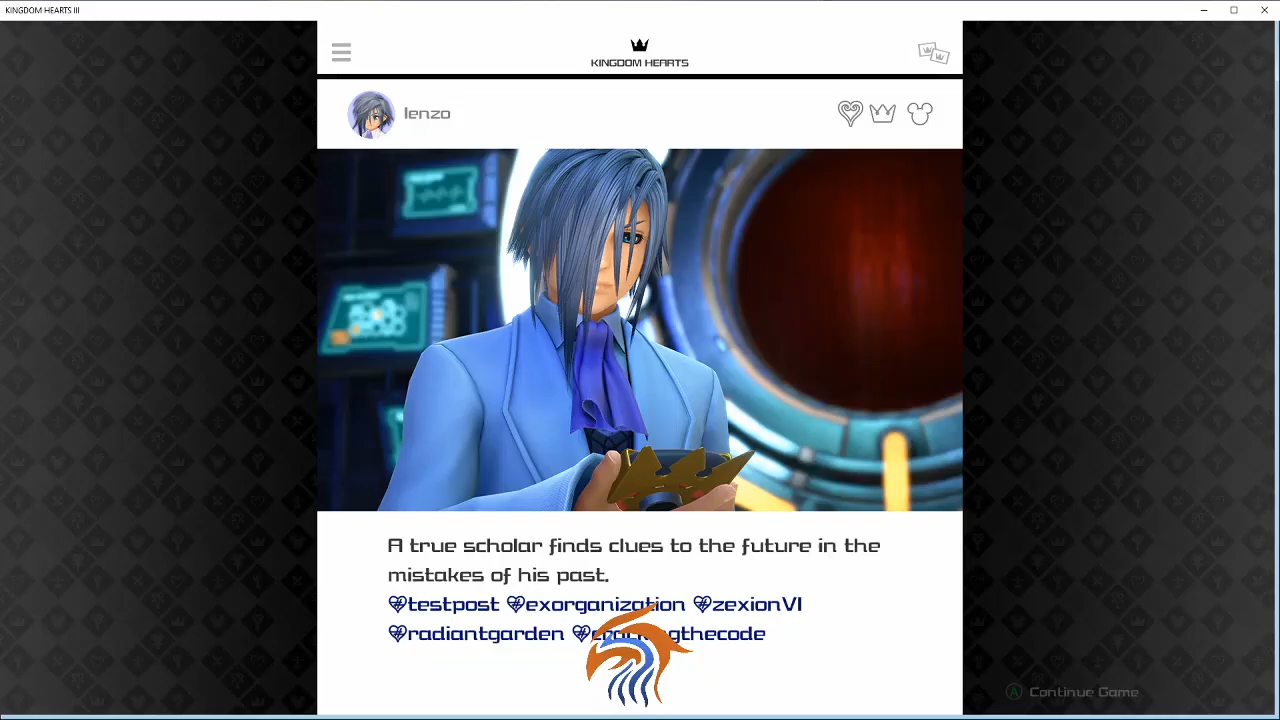 KINGDOM HEARTS III
KINGDOM HEARTS
Ienzo
A true scholar finds clues to the future in the
mistakes of his past.
testpost exorganization zexionVI
radiantgarden crackingthecode
A Continue Game